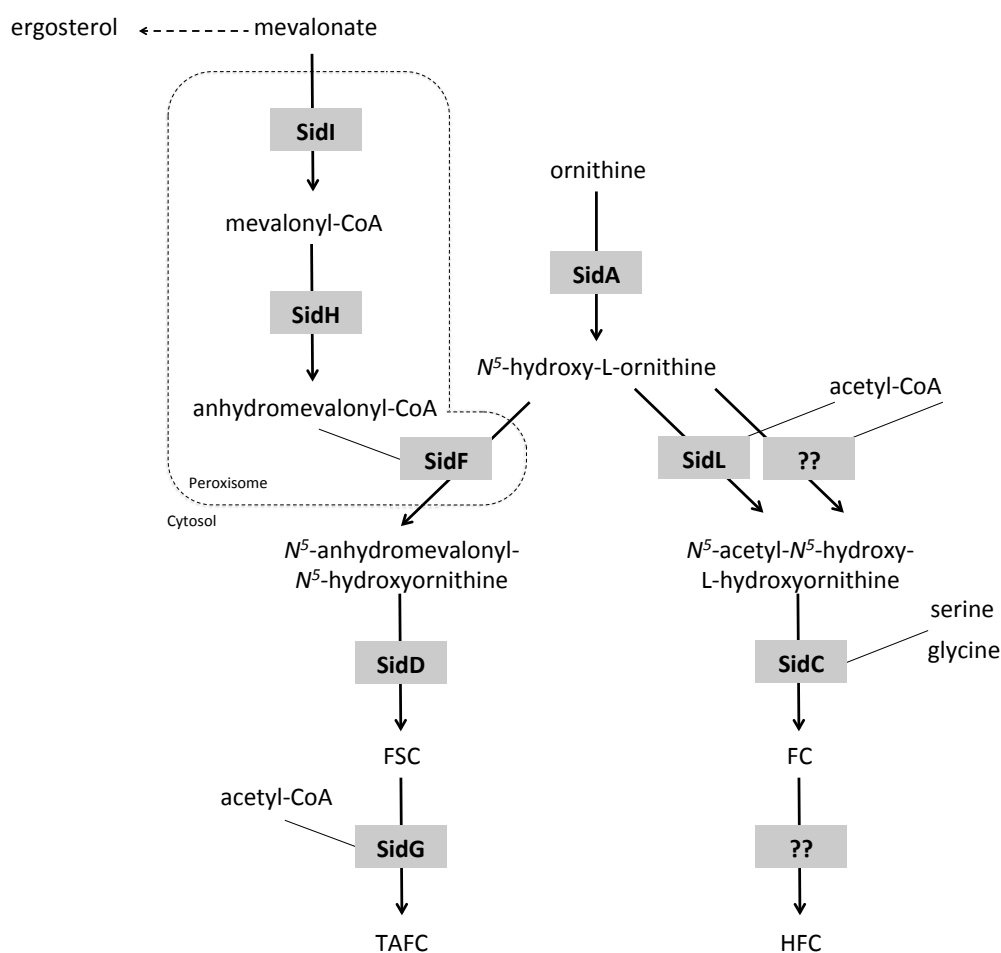 ergosterol
mevalonate
SidI
ornithine
mevalonyl-CoA
SidA
SidH
N⁵-hydroxy-L-ornithine
acetyl-CoA
anhydromevalonyl-CoA
SidF
SidL
??
Peroxisome
Cytosol
N⁵-anhydromevalonyl-
N⁵-hydroxyornithine
N⁵-acetyl-N⁵-hydroxy-
L-hydroxyornithine
serine
glycine
SidD
SidC
FSC
FC
acetyl-CoA
SidG
??
TAFC
HFC